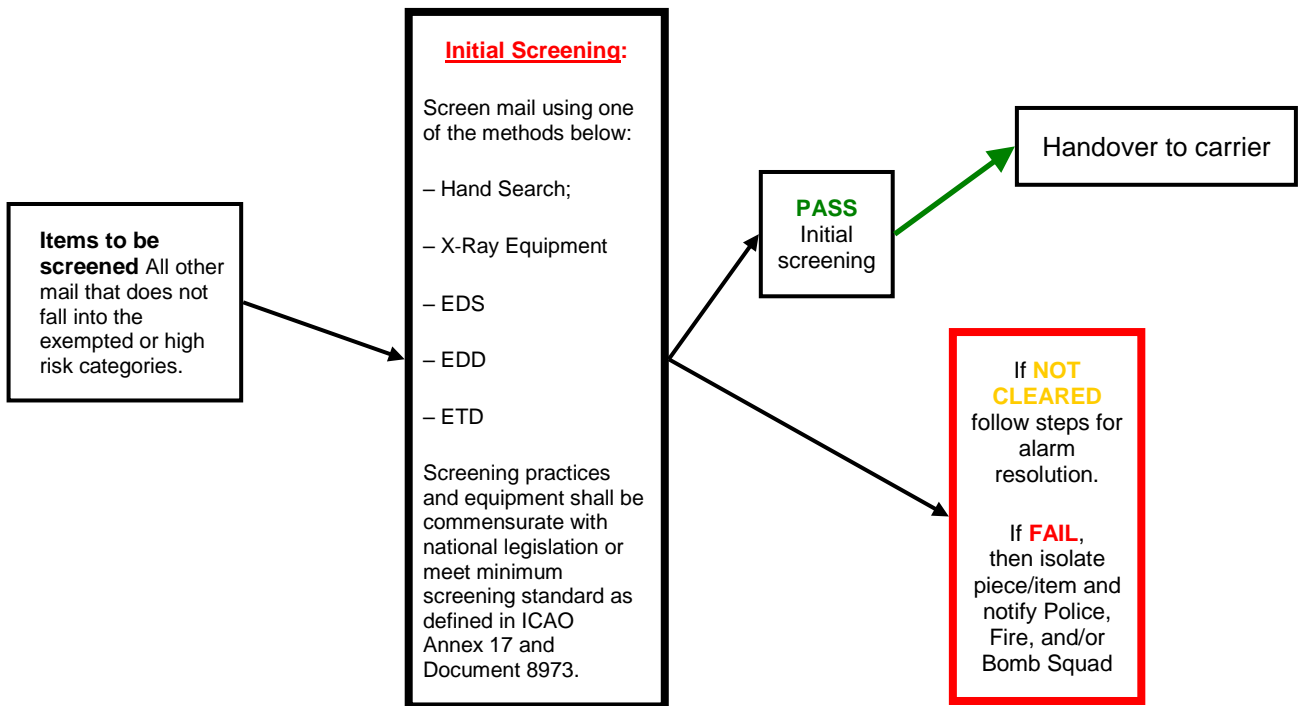 Items to be
screened All other
mail that does not
fall into the
exempted or high
risk categories.
Initial Screening:
Screen mail using one
of the methods below:
– Hand Search;
– X-Ray Equipment
– EDS
– EDD
– ETD
Screening practices
and equipment shall be
commensurate with
national legislation or
meet minimum
screening standard as
defined in ICAO
Annex 17 and
Document 8973.
PASS
Initial
screening
Handover to carrier
If NOT
CLEARED
follow steps for
alarm
resolution.
If FAIL,
then isolate
piece/item and
notify Police,
Fire, and/or
Bomb Squad